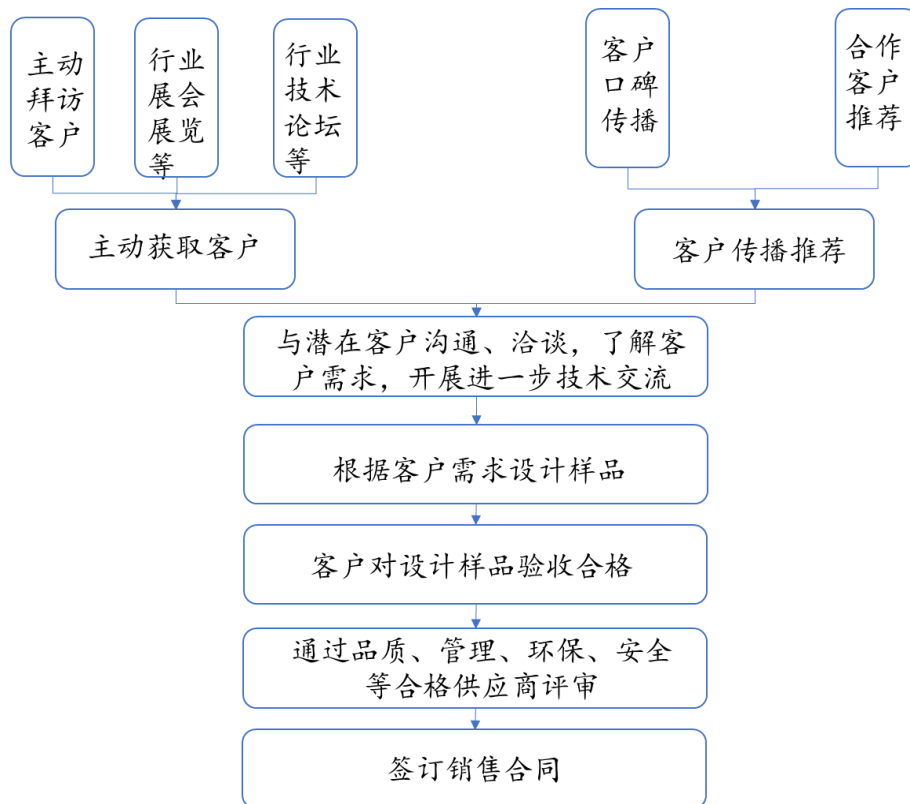 主动
拜访
客户
行业
展会
展览
等
行业
技术
论坛
等
客户
口碑
传播
合作
客户
推荐
主动获取客户
客户传播推荐
与潜在客户沟通、洽谈，了解客
户需求，开展进一步技术交流
根据客户需求设计样品
客户对设计样品验收合格
通过品质、管理、环保、安全
等合格供应商评审
签订销售合同